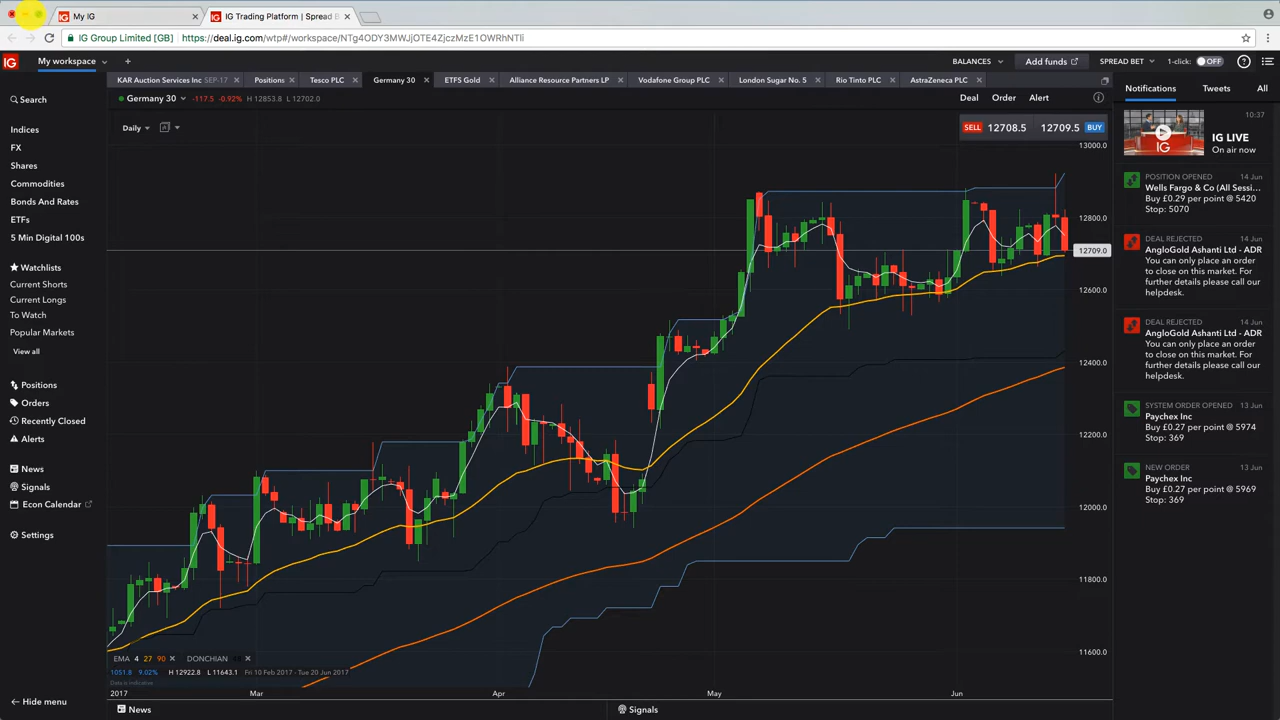 My IG
IG Trading Platform | Spread B
IG Group Limited [GB]
https://deal.ig.com/wtp#/workspace/NTg4ODY3MWJjOTE4ZjczMzE1OWRhNTli
IG
My workspace
BALANCES
Add funds
SPREAD BET
1-click: OFF
KAR Auction Services Inc SEP-17
Positions
Tesco PLC
Germany 30
ETFS Gold
Alliance Resource Partners LP
Vodafone Group PLC
London Sugar No. 5
Rio Tinto PLC
AstraZeneca PLC
Search
Indices
FX
Shares
Commodities
Bonds And Rates
ETFs
5 Min Digital 100s
Watchlists
Current Shorts
Current Longs
To Watch
Popular Markets
View all
Positions
Orders
Recently Closed
Alerts
News
Signals
Econ Calendar
Settings
Hide menu
Germany 30
-117.5 -0.92% H 12853.8 L 12702.0
Deal
Order
Alert
Daily
SELL 12708.5
12709.5 BUY
13000.0
12800.0
12709.0
12600.0
12400.0
12200.0
12000.0
11800.0
11600.0
EMA 4 27 90
DONCHIAN
1051.8 9.02% H 12922.8 L 11643.1 Fri 10 Feb 2017 - Tue 20 Jun 2017
Data is indicative
2017
Mar
Apr
May
Jun
News
Signals
Notifications
Tweets
All
10:37
IG
IG LIVE
On air now
POSITION OPENED 14 Jun
Wells Fargo & Co (All Sessi...
Buy £0.29 per point @ 5420
Stop: 5070
DEAL REJECTED 14 Jun
AngloGold Ashanti Ltd - ADR
You can only place an order
to close on this market. For
further details please call our
helpdesk.
DEAL REJECTED 14 Jun
AngloGold Ashanti Ltd - ADR
You can only place an order
to close on this market. For
further details please call our
helpdesk.
SYSTEM ORDER OPENED 13 Jun
Paychex Inc
Buy £0.27 per point @ 5974
Stop: 369
NEW ORDER 13 Jun
Paychex Inc
Buy £0.27 per point @ 5969
Stop: 369